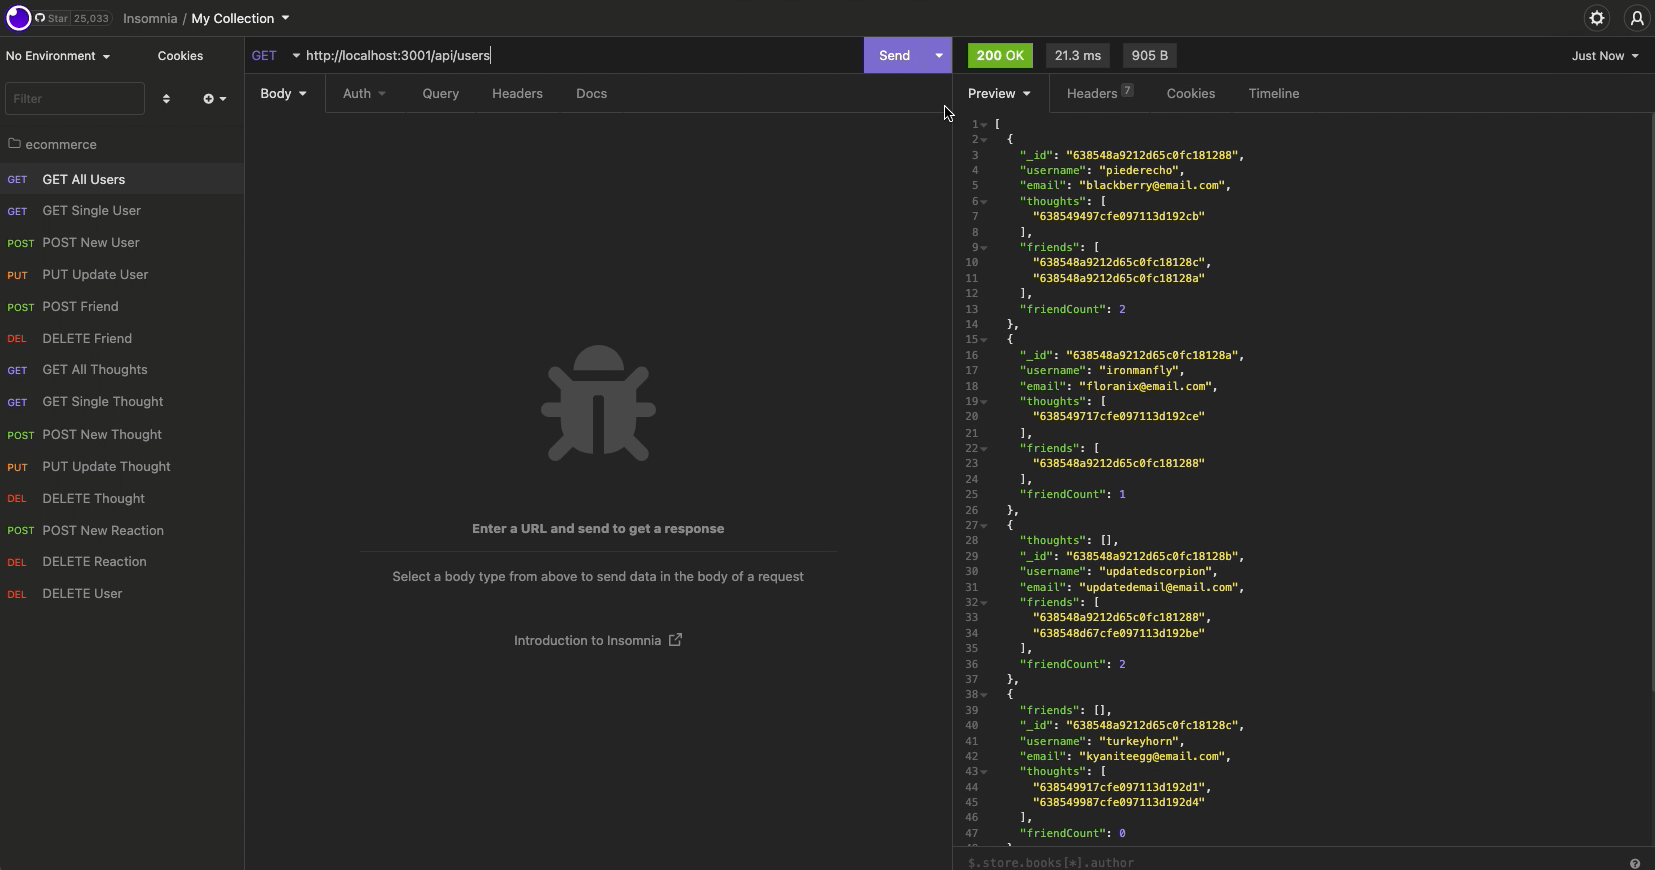 Star 25,033 Insomnia / My Collection
No Environment Cookies
Filter
ecommerce
GET GET All Users
GET GET Single User
POST POST New User
PUT PUT Update User
POST POST Friend
DEL DELETE Friend
GET GET All Thoughts
GET GET Single Thought
POST POST New Thought
PUT PUT Update Thought
DEL DELETE Thought
POST POST New Reaction
DEL DELETE Reaction
DEL DELETE User
GET http://localhost:3001/api/users Send
Body Auth Query Headers Docs
Enter a URL and send to get a response
Select a body type from above to send data in the body of a request
Introduction to Insomnia
200 OK 21.3 ms 905 B Just Now
Preview Headers 7 Cookies Timeline
1 [
2 {
3 "_id": "638548a9212d65c0fc181288",
4 "username": "piederecho",
5 "email": "blackberry@email.com",
6 "thoughts": [
7 "638549497cfe097113d192cb"
8 ],
9 "friends": [
10 "638548a9212d65c0fc18128c",
11 "638548a9212d65c0fc18128a"
12 ],
13 "friendCount": 2
14 },
15 {
16 "_id": "638548a9212d65c0fc18128a",
17 "username": "ironmanfly",
18 "email": "floranix@email.com",
19 "thoughts": [
20 "638549717cfe097113d192ce"
21 ],
22 "friends": [
23 "638548a9212d65c0fc181288"
24 ],
25 "friendCount": 1
26 },
27 {
28 "thoughts": [],
29 "_id": "638548a9212d65c0fc18128b",
30 "username": "updatedscorpion",
31 "email": "updatedemail@email.com",
32 "friends": [
33 "638548a9212d65c0fc181288",
34 "638548d67cfe097113d192be"
35 ],
36 "friendCount": 2
37 },
38 {
39 "friends": [],
40 "_id": "638548a9212d65c0fc18128c",
41 "username": "turkeyhorn",
42 "email": "kyaniteegg@email.com",
43 "thoughts": [
44 "638549917cfe097113d192d1",
45 "638549987cfe097113d192d4"
46 ],
47 "friendCount": 0
$.store.books[*].author